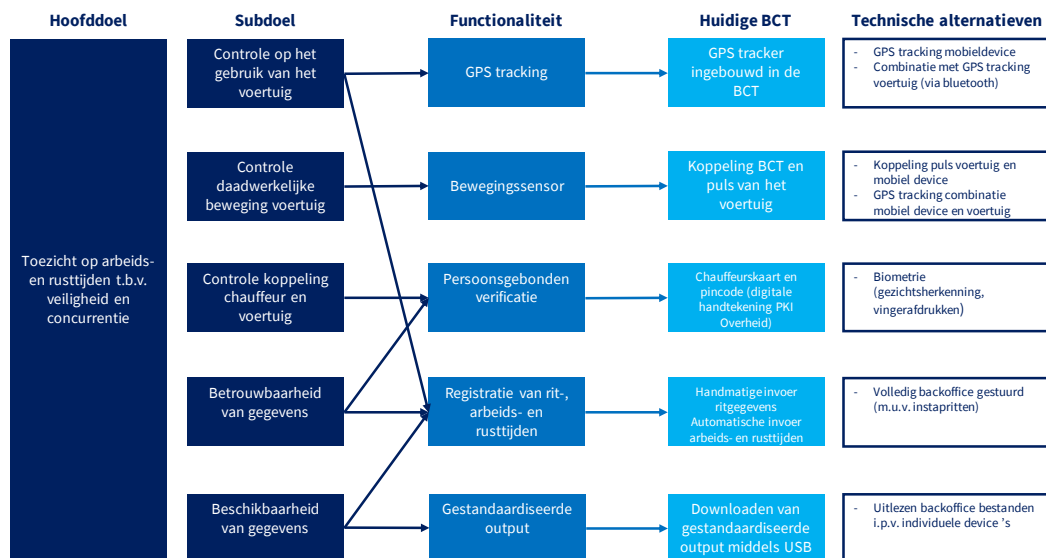 Hoofddoel
Subdoel
Functionaliteit
Huidige BCT
Technische alternatieven
Toezicht op arbeids-
en rusttijden t.b.v.
veiligheid en
concurrentie
Controle op het
gebruik van het
voertuig
GPS tracking
GPS tracker
ingebouwd in de
BCT
- GPS tracking mobieldevice
- Combinatie met GPS tracking
voertuig (via bluetooth)
Controle
daadwerkelijke
beweging voertuig
Bewegingssensor
Koppeling BCT en
puls van het
voertuig
- Koppeling puls voertuig en
mobiel device
- GPS tracking combinatie
mobiel device en voertuig
Controle koppeling
chauffeur en
voertuig
Persoonsgebonden
verificatie
Chauffeurskaart en
pincode (digitale
handtekening PKI
Overheid)
- Biometrie
(gezichtsherkenning,
vingerafdrukken)
Betrouwbaarheid
van gegevens
Registratie van rit-,
arbeids- en
rusttijden
Handmatige invoer
ritgegevens
Automatische invoer
arbeids- en rusttijden
- Volledig backoffice gestuurd
(m.u.v. instapritten)
Beschikbaarheid
van gegevens
Gestandaardiseerde
output
Downloaden van
gestandaardiseerde
output middels USB
- Uitlezen backoffice bestanden
i.p.v. individuele device 's